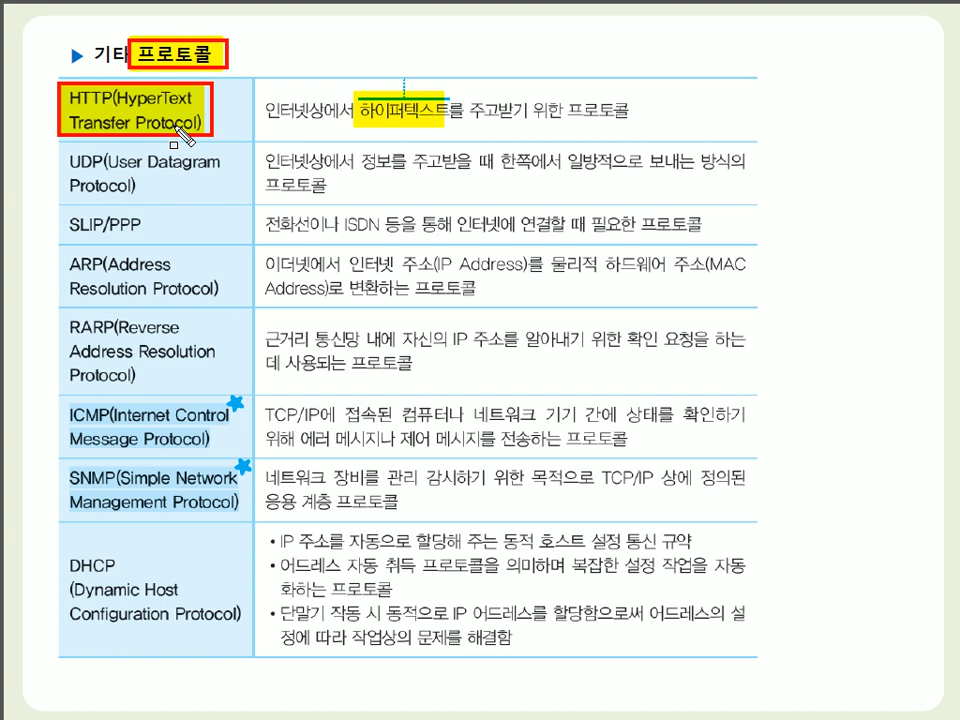 ▶ 기타 프로토콜
HTTP(HyperText
Transfer Protocol)
인터넷상에서 하이퍼텍스트를 주고받기 위한 프로토콜
UDP(User Datagram
Protocol)
인터넷상에서 정보를 주고받을 때 한쪽에서 일방적으로 보내는 방식의
프로토콜
SLIP/PPP
전화선이나 ISDN 등을 통해 인터넷에 연결할 때 필요한 프로토콜
ARP(Address
Resolution Protocol)
이더넷에서 인터넷 주소(IP Address)를 물리적 하드웨어 주소(MAC
Address)로 변환하는 프로토콜
RARP(Reverse
Address Resolution
Protocol)
근거리 통신망 내에 자신의 IP 주소를 알아내기 위한 확인 요청을 하는
데 사용되는 프로토콜
ICMP(Internet Control
Message Protocol)
TCP/IP에 접속된 컴퓨터나 네트워크 기기 간에 상태를 확인하기
위해 에러 메시지나 제어 메시지를 전송하는 프로토콜
SNMP(Simple Network
Management Protocol)
네트워크 장비를 관리 감시하기 위한 목적으로 TCP/IP 상에 정의된
응용 계층 프로토콜
DHCP
(Dynamic Host
Configuration Protocol)
• IP 주소를 자동으로 할당해 주는 동적 호스트 설정 통신 규약
• 어드레스 자동 취득 프로토콜을 의미하며 복잡한 설정 작업을 자동
화하는 프로토콜
• 단말기 작동 시 동적으로 IP 어드레스를 할당함으로써 어드레스의 설
정에 따라 작업상의 문제를 해결함